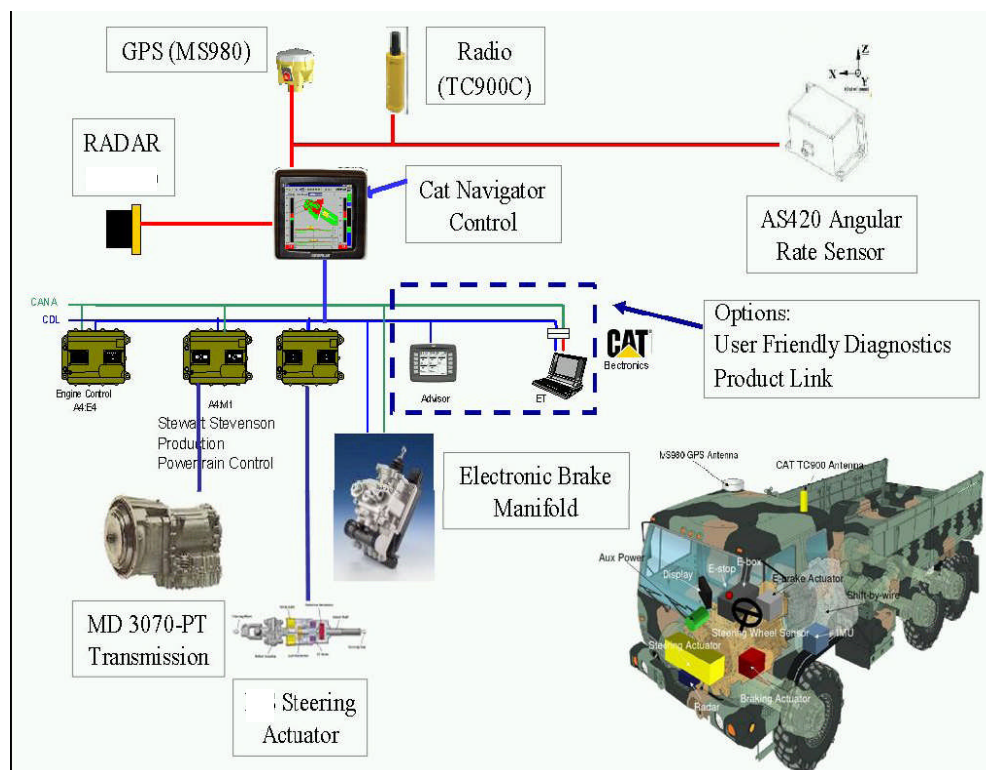 GPS (MS980)
Radio
(TC900C)
Z
X
Y
RADAR
Cat Navigator
Control
AS420 Angular
Rate Sensor
CANA
CDL
Options:
User Friendly Diagnostics
Product Link
CAT
Electronics
Advisor
ET
Engine Control
A4:E4
A4:M1
Stewart Stevenson
Production
Powertrain Control
Electronic Brake
Manifold
MD 3070-PT
Transmission
Steering
Actuator
MS980 GPS Antenna
CAT TC900 Antenna
Aux Power
E-box
E-stop
Display
E-brake Actuator
Shift-by-wire
Steering Wheel Sensor
IMU
Steering Actuator
Braking Actuator
Radar